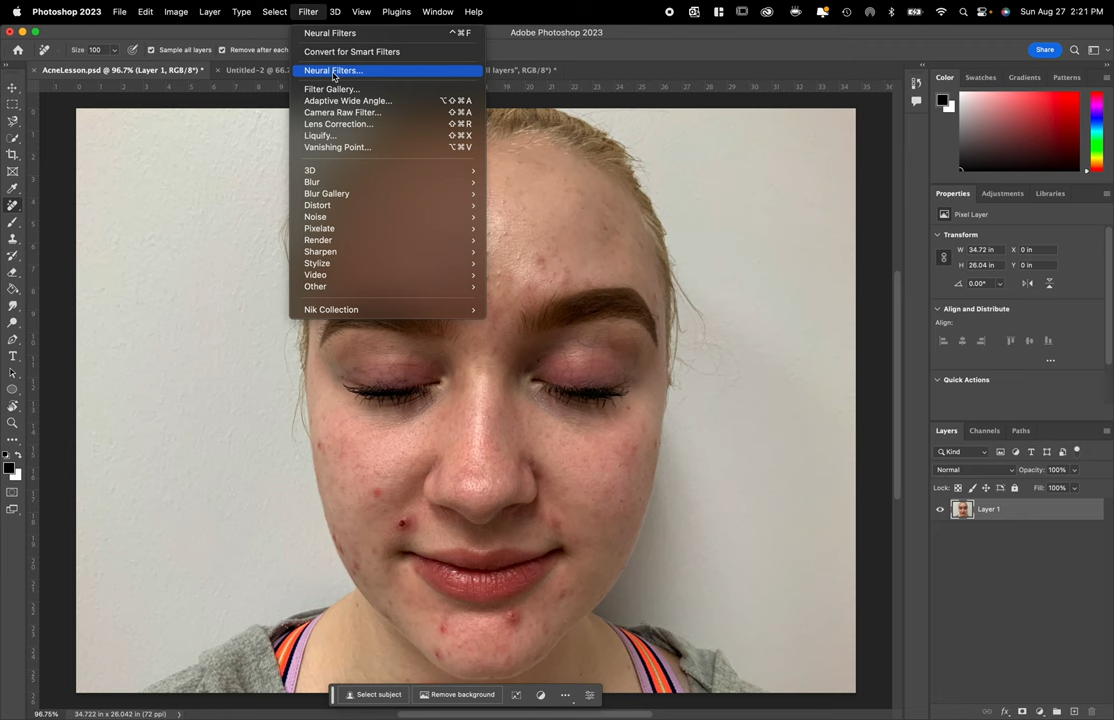 Photoshop 2023 File Edit Image Layer Type Select Filter 3D View Plugins Window Help Sun Aug 27 2:21 PM
Adobe Photoshop 2023
Size: 100 Sample all layers Remove after each Share
AcneLesson.psd @ 96.7% (Layer 1, RGB/8*) * Untitled-2 @ 66. ll layers", RGB/8*) *
Neural Filters ⌃⌘F
Convert for Smart Filters
Neural Filters...
Filter Gallery...
Adaptive Wide Angle... ⌥⇧⌘A
Camera Raw Filter... ⇧⌘A
Lens Correction... ⇧⌘R
Liquify... ⇧⌘X
Vanishing Point... ⌥⌘V
3D
Blur
Blur Gallery
Distort
Noise
Pixelate
Render
Sharpen
Stylize
Video
Other
Nik Collection
Color Swatches Gradients Patterns
Properties Adjustments Libraries
Pixel Layer
Transform
W 34.72 in X 0 in
H 26.04 in Y 0 in
0.00°
Align and Distribute
Align:
Quick Actions
Layers Channels Paths
Kind
Normal Opacity: 100%
Lock: Fill: 100%
Layer 1
Select subject Remove background
96.75% 34.722 in x 26.042 in (72 ppi)